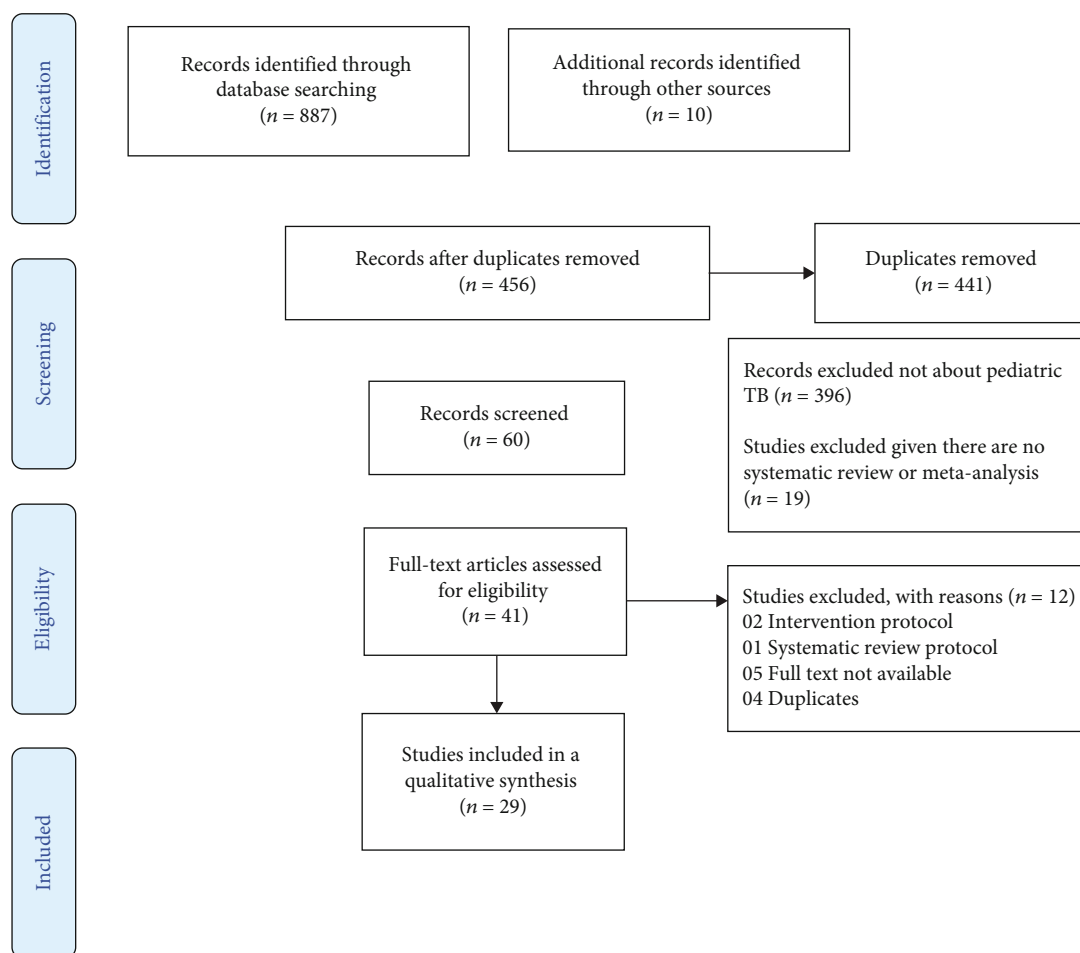 Identification
Records identified through
database searching
(n = 887)
Additional records identified
through other sources
(n = 10)
Screening
Records after duplicates removed
(n = 456)
Duplicates removed
(n = 441)
Records screened
(n = 60)
Records excluded not about pediatric
TB (n = 396)
Studies excluded given there are no
systematic review or meta-analysis
(n = 19)
Eligibility
Full-text articles assessed
for eligibility
(n = 41)
Studies excluded, with reasons (n = 12)
02 Intervention protocol
01 Systematic review protocol
05 Full text not available
04 Duplicates
Included
Studies included in a
qualitative synthesis
(n = 29)